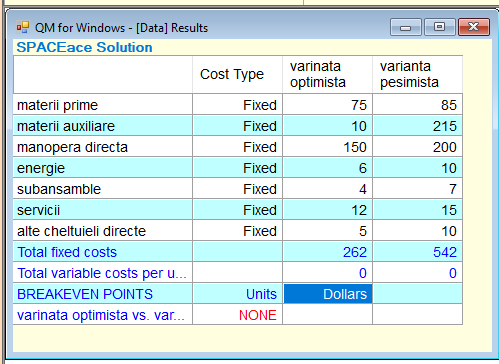 QM for Windows - [Data] Results
SPACEace Solution
Cost Type varinata optimista varianta pesimista
materii prime Fixed 75 85
materii auxiliare Fixed 10 215
manopera directa Fixed 150 200
energie Fixed 6 10
subansamble Fixed 4 7
servicii Fixed 12 15
alte cheltuieli directe Fixed 5 10
Total fixed costs 262 542
Total variable costs per u... 0 0
BREAKEVEN POINTS Units Dollars
varinata optimista vs. var... NONE